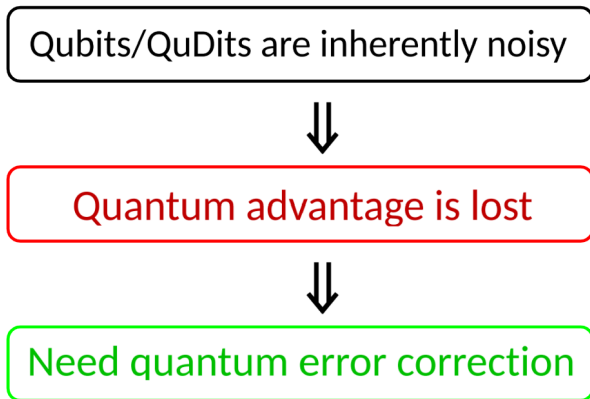 Qubits/QuDits are inherently noisy
⇓
Quantum advantage is lost
⇓
Need quantum error correction